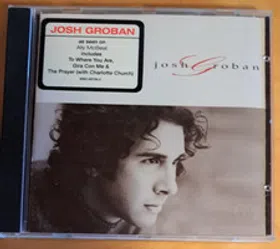 JOSH GROBAN
as seen on
Ally McBeal
includes
To Where You Are,
Gira Con Me &
The Prayer (with Charlotte Church)
josh Groban